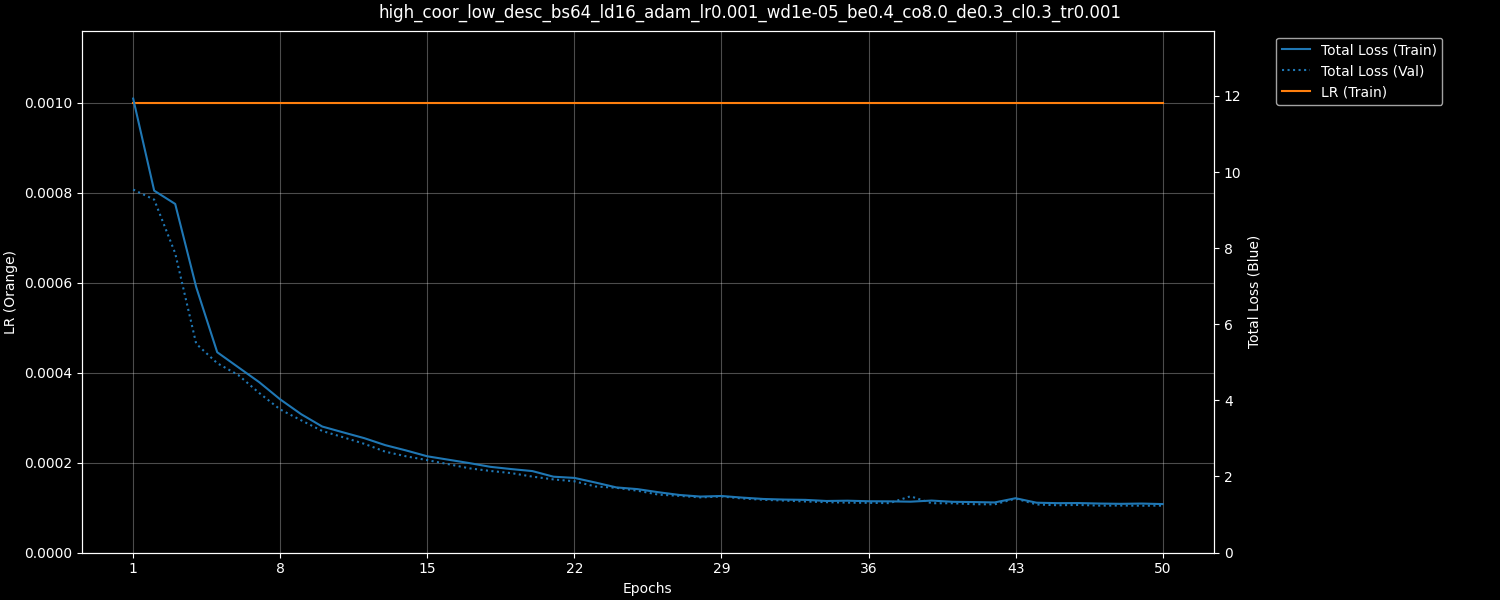 high_coor_low_desc_bs64_ld16_adam_lr0.001_wd1e-05_be0.4_co8.0_de0.3_cl0.3_tr0.001
Total Loss (Train)
Total Loss (Val)
LR (Train)
0.0010
0.0008
0.0006
0.0004
0.0002
0.0000
LR (Orange)
12
10
8
6
4
2
0
Total Loss (Blue)
1 8 15 22 29 36 43 50
Epochs